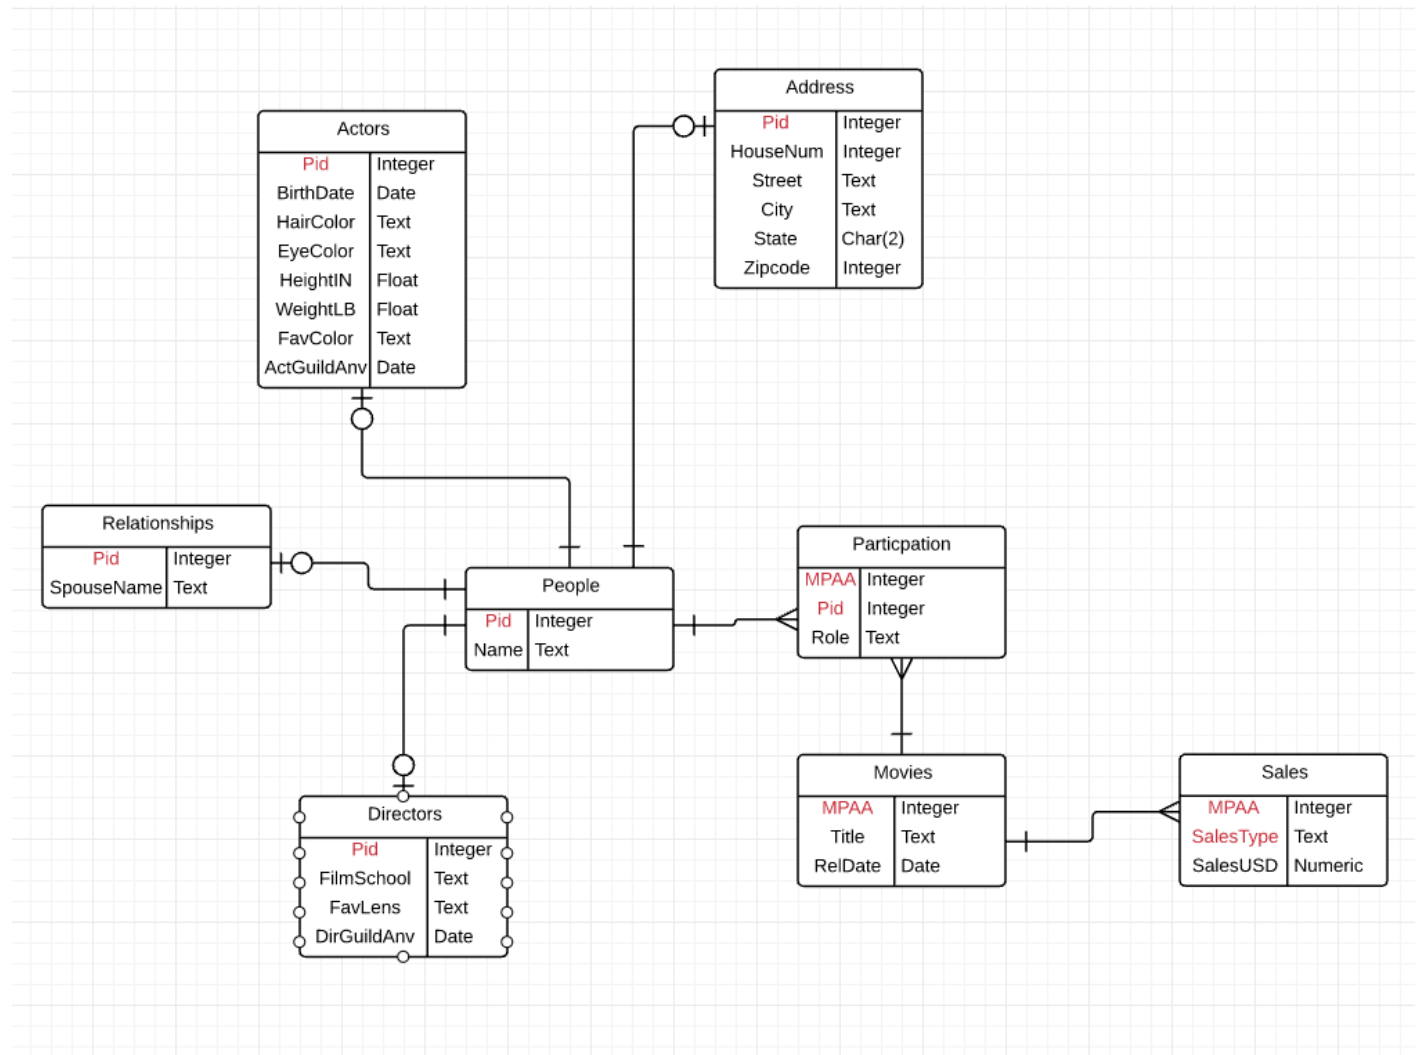 Address
Pid Integer
HouseNum Integer
Street Text
City Text
State Char(2)
Zipcode Integer
Actors
Pid Integer
BirthDate Date
HairColor Text
EyeColor Text
HeightIN Float
WeightLB Float
FavColor Text
ActGuildAnv Date
Relationships
Pid Integer
SpouseName Text
People
Pid Integer
Name Text
Particpation
MPAA Integer
Pid Integer
Role Text
Directors
Pid Integer
FilmSchool Text
FavLens Text
DirGuildAnv Date
Movies
MPAA Integer
Title Text
RelDate Date
Sales
MPAA Integer
SalesType Text
SalesUSD Numeric